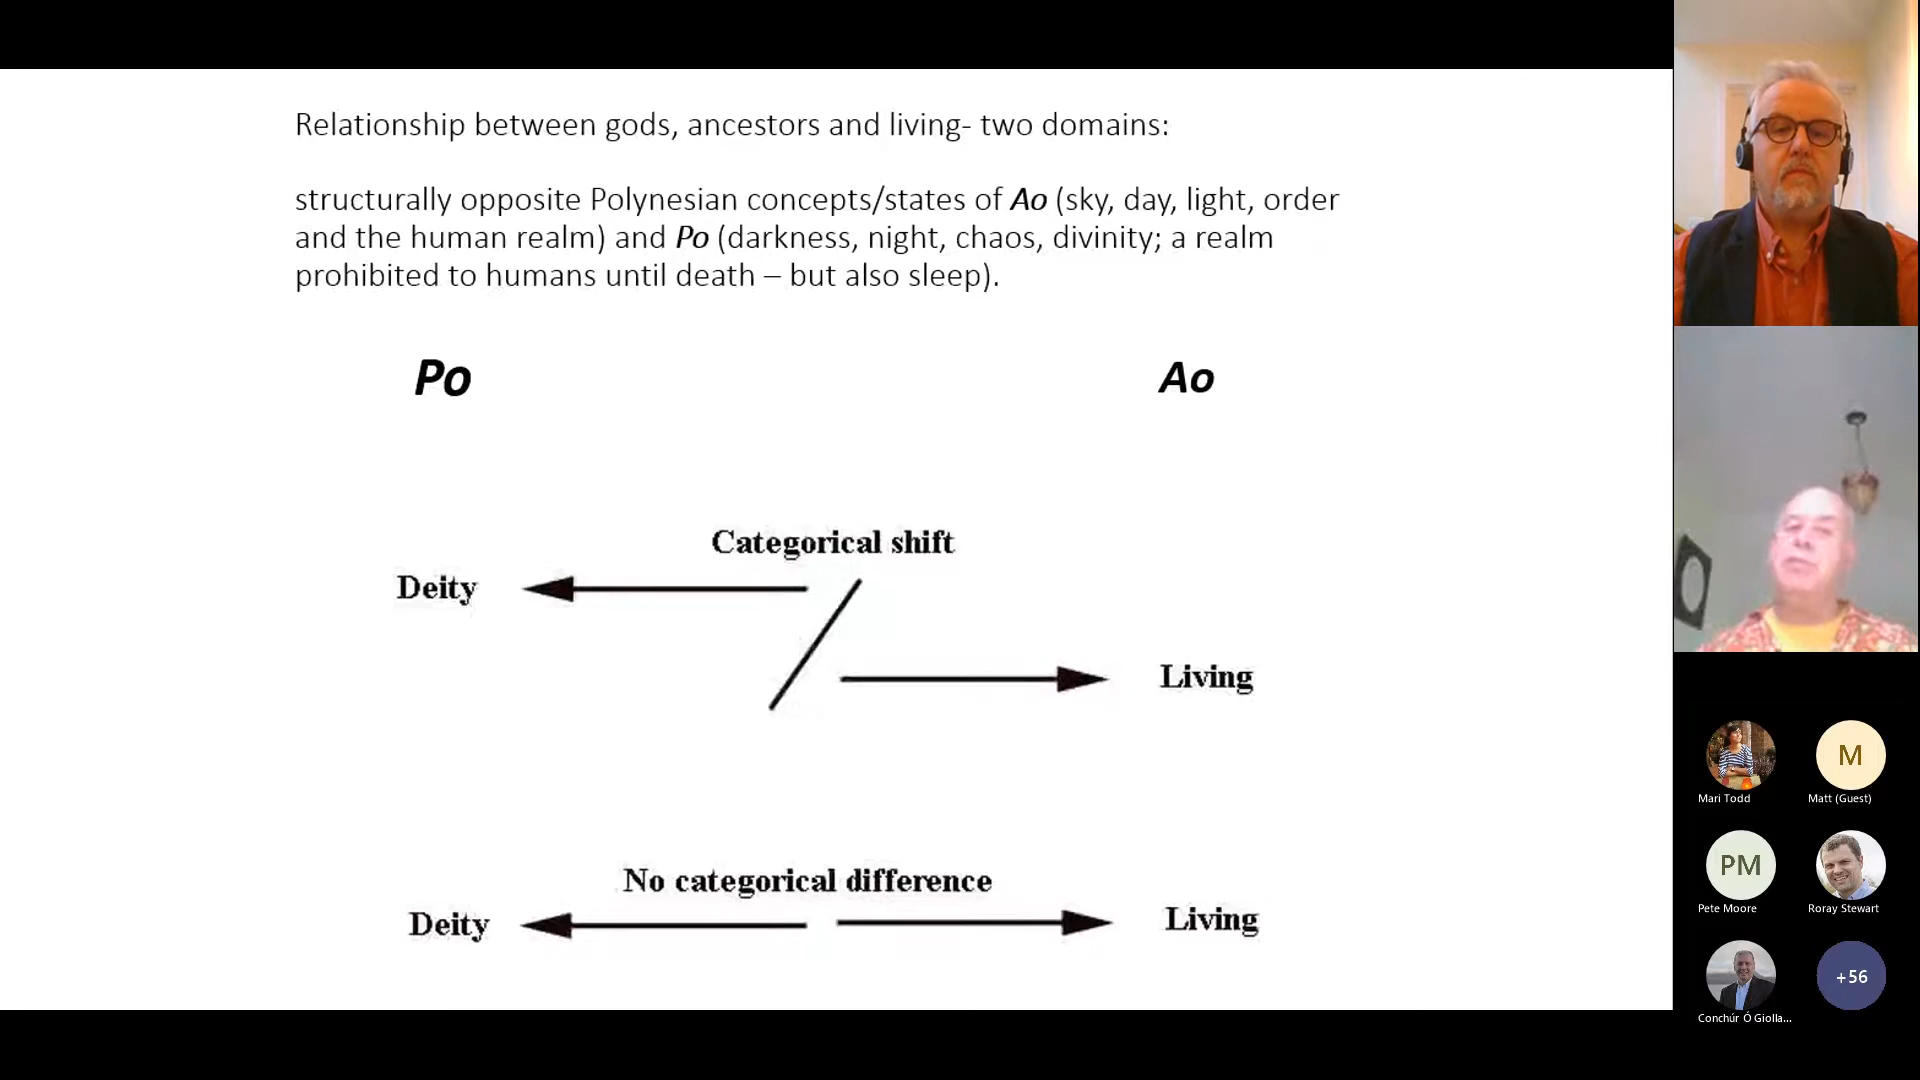 Relationship between gods, ancestors and living- two domains:
structurally opposite Polynesian concepts/states of Ao (sky, day, light, order
and the human realm) and Po (darkness, night, chaos, divinity; a realm
prohibited to humans until death – but also sleep).
Po
Ao
Categorical shift
Deity
Living
No categorical difference
Deity
Living
Mari Todd
M
Matt (Guest)
PM
Pete Moore
Roray Stewart
Conchúr Ó Giolla...
+56